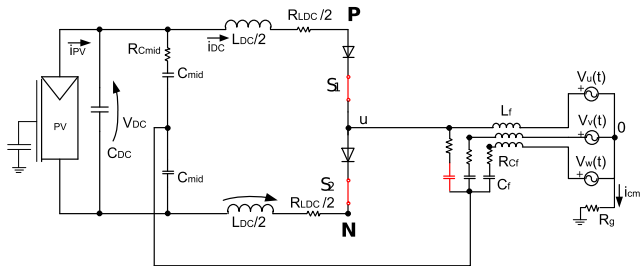 P
RLDC/2
iPV
iDC
LDC/2
RCmid
Cmid
S1
Vu(t)
Lf
VDC
u
Vv(t)
0
PV
CDC
RCf
Vw(t)
Cmid
Cf
S2
icm
LDC/2
RLDC/2
Rg
N